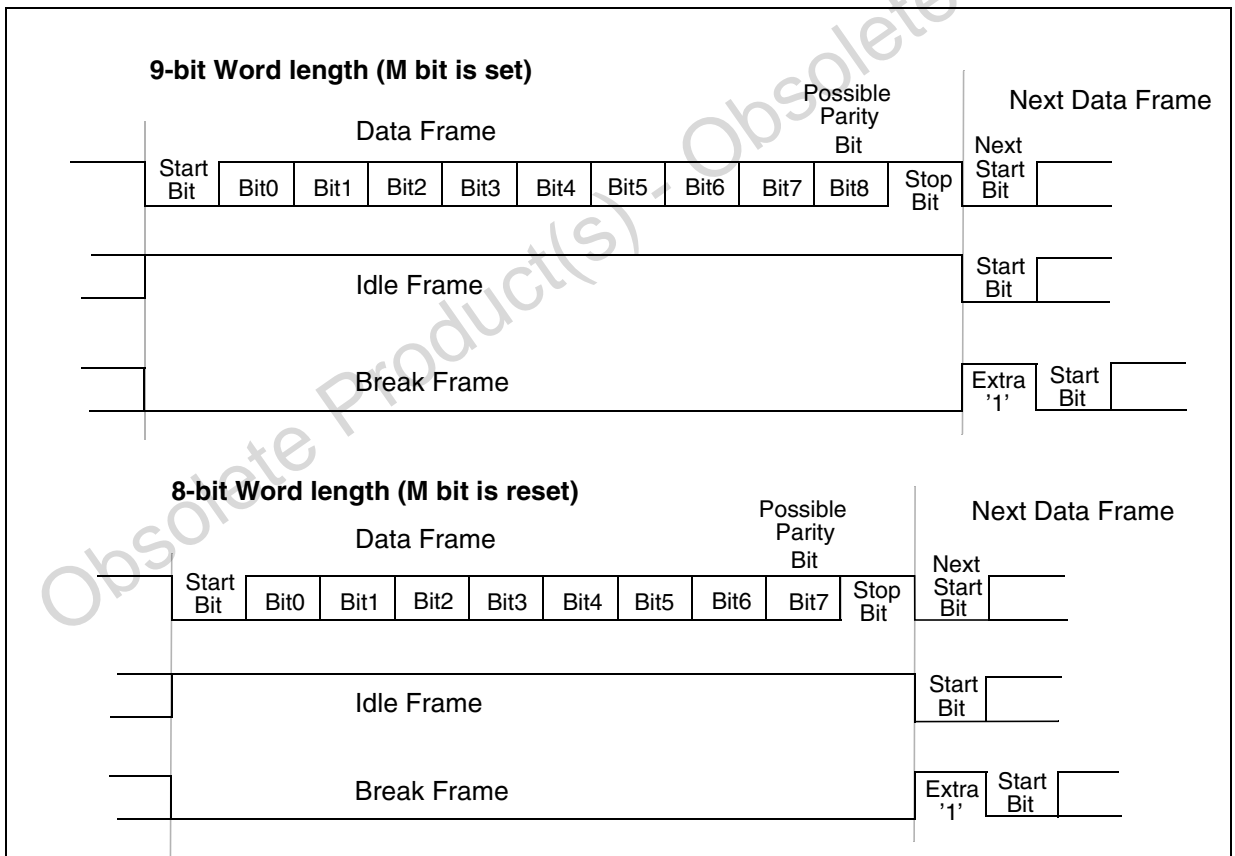 9-bit Word length (M bit is set)
Possible
Parity
Bit
Next Data Frame
Data Frame
Next
Start
Bit
Start
Bit
Bit0
Bit1
Bit2
Bit3
Bit4
Bit5
Bit6
Bit7
Bit8
Stop
Bit
Idle Frame
Start
Bit
Break Frame
Extra
'1'
Start
Bit
8-bit Word length (M bit is reset)
Possible
Parity
Bit
Next Data Frame
Data Frame
Next
Start
Bit
Start
Bit
Bit0
Bit1
Bit2
Bit3
Bit4
Bit5
Bit6
Bit7
Stop
Bit
Idle Frame
Start
Bit
Break Frame
Extra
'1'
Start
Bit
Obsolete Product(s) - Obsolete